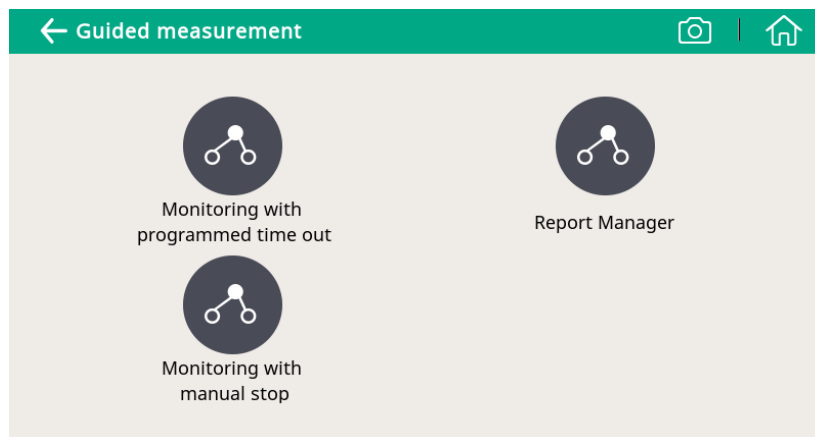 Guided measurement
Monitoring with
programmed time out
Report Manager
Monitoring with
manual stop